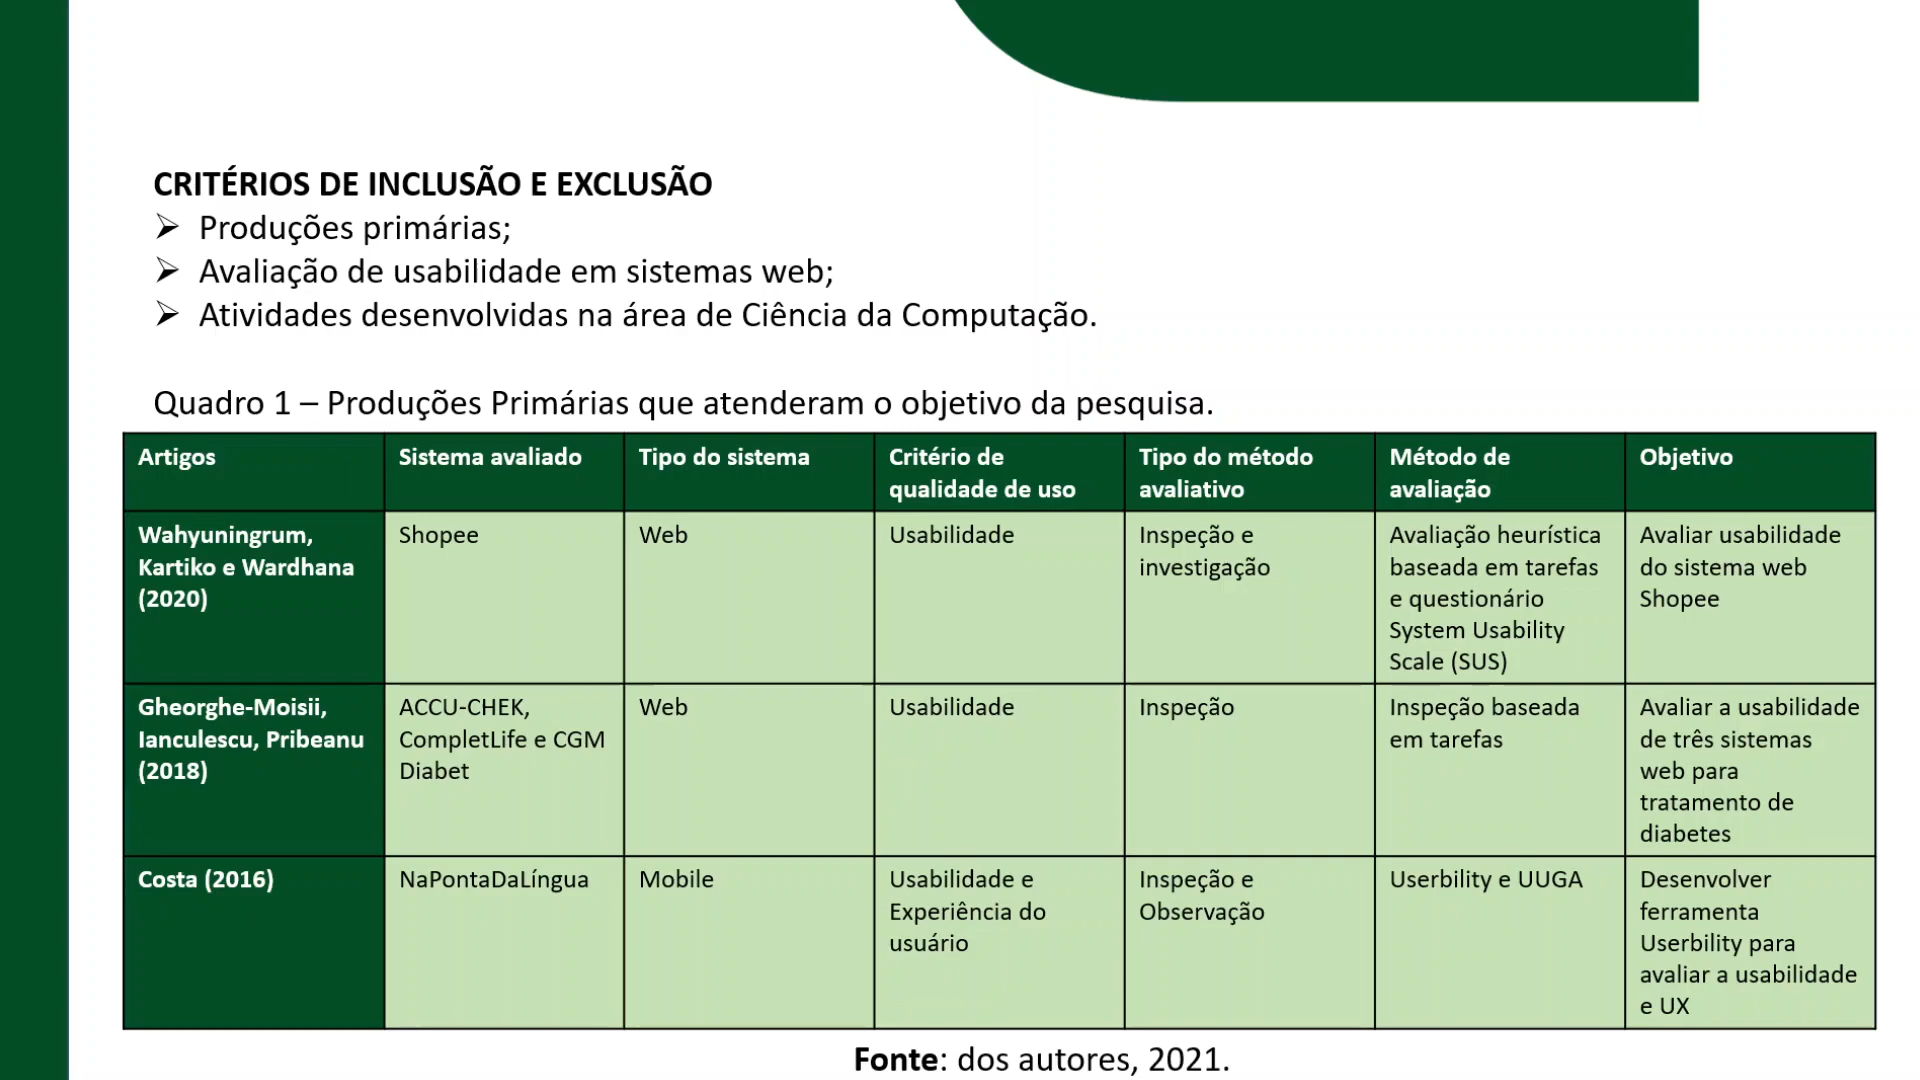 CRITÉRIOS DE INCLUSÃO E EXCLUSÃO
➢ Produções primárias;
➢ Avaliação de usabilidade em sistemas web;
➢ Atividades desenvolvidas na área de Ciência da Computação.
Quadro 1 – Produções Primárias que atenderam o objetivo da pesquisa.
Artigos
Sistema avaliado
Tipo do sistema
Critério de
qualidade de uso
Tipo do método
avaliativo
Método de
avaliação
Objetivo
Wahyuningrum,
Kartiko e Wardhana
(2020)
Shopee
Web
Usabilidade
Inspeção e
investigação
Avaliação heurística
baseada em tarefas
e questionário
System Usability
Scale (SUS)
Avaliar usabilidade
do sistema web
Shopee
Gheorghe-Moisii,
Ianculescu, Pribeanu
(2018)
ACCU-CHEK,
CompletLife e CGM
Diabet
Web
Usabilidade
Inspeção
Inspeção baseada
em tarefas
Avaliar a usabilidade
de três sistemas
web para
tratamento de
diabetes
Costa (2016)
NaPontaDaLíngua
Mobile
Usabilidade e
Experiência do
usuário
Inspeção e
Observação
Userbility e UUGA
Desenvolver
ferramenta
Userbility para
avaliar a usabilidade
e UX
Fonte: dos autores, 2021.